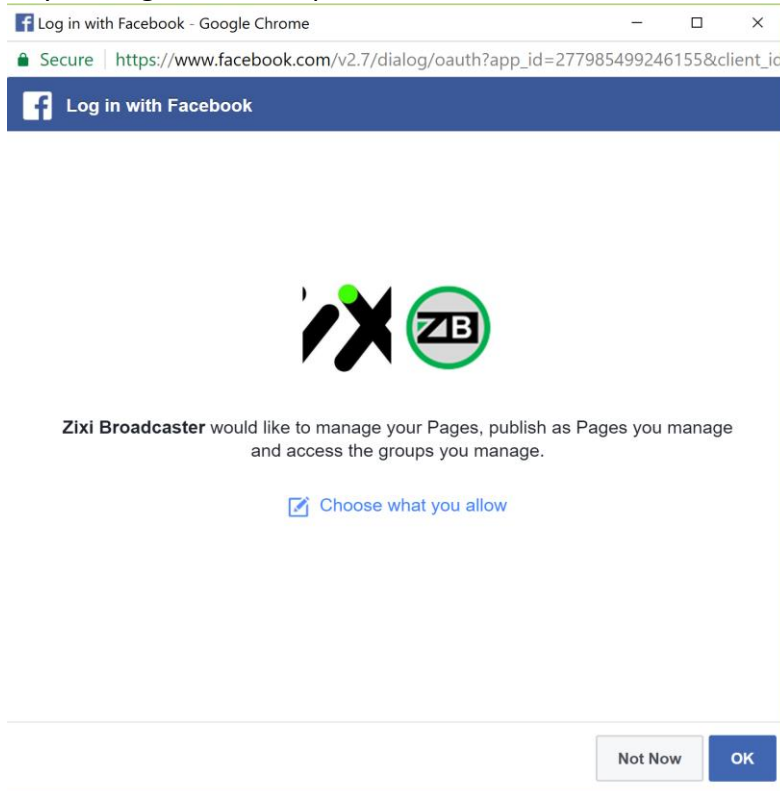 Log in with Facebook - Google Chrome
Secure | https://www.facebook.com/v2.7/dialog/oauth?app_id=277985499246155&client_ic
f Log in with Facebook
ZIB
Zixi Broadcaster would like to manage your Pages, publish as Pages you manage
and access the groups you manage.
Choose what you allow
Not Now OK